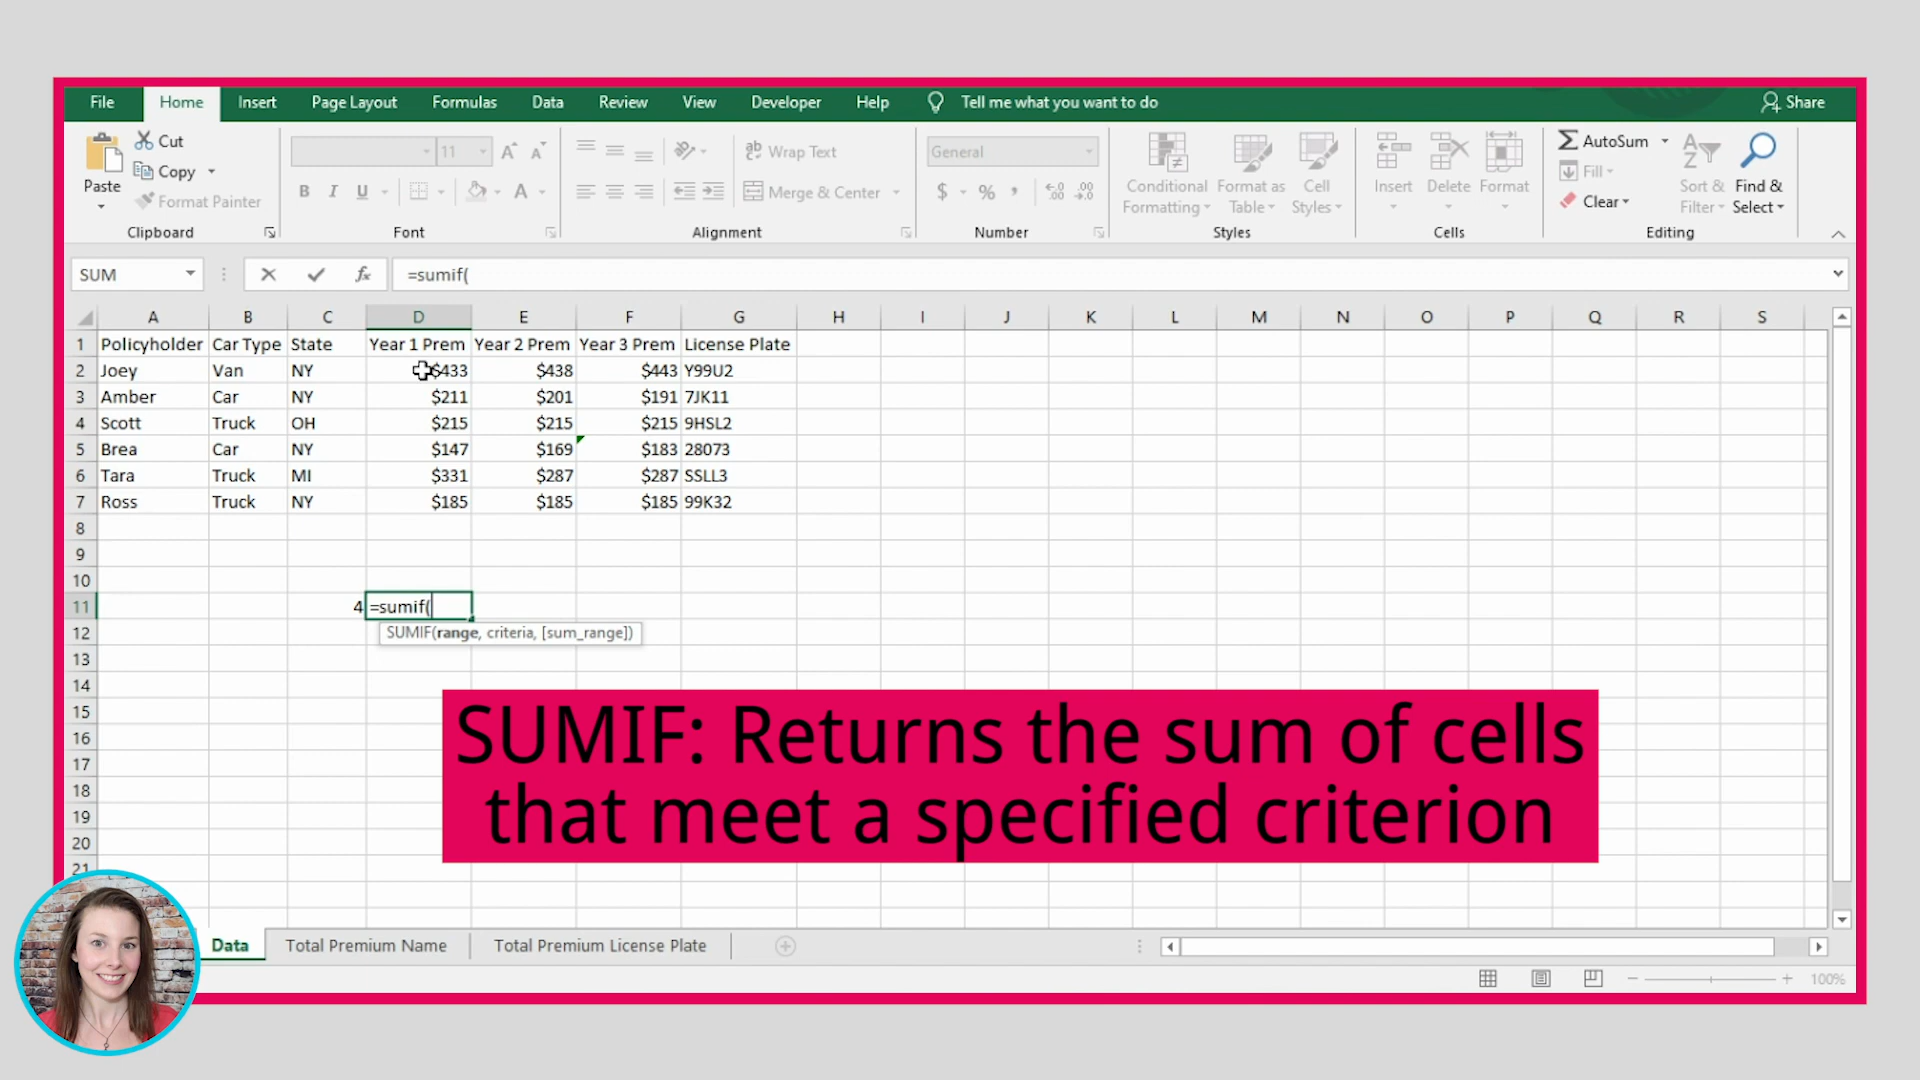 File Home Insert Page Layout Formulas Data Review View Developer Help Tell me what you want to do Share
Paste
Cut
Copy
Format Painter
Clipboard
11
B I U
A
Font
ab Wrap Text
Merge & Center
Alignment
General
$ % ,
Number
Conditional
Formatting
Format as
Table
Cell
Styles
Styles
Insert Delete Format
Cells
AutoSum
Fill
Clear
Sort &
Filter
Find &
Select
Editing
SUM fx =sumif(
A B C D E F G H I J K L M N O P Q R S
1 Policyholder Car Type State Year 1 Prem Year 2 Prem Year 3 Prem License Plate
2 Joey Van NY $433 $438 $443 Y99U2
3 Amber Car NY $211 $201 $191 7JK11
4 Scott Truck OH $215 $215 $215 9HSL2
5 Brea Car NY $147 $169 $183 28073
6 Tara Truck MI $331 $287 $287 SSLL3
7 Ross Truck NY $185 $185 $185 99K32
8
9
10
11 4 =sumif(
12 SUMIF(range, criteria, [sum_range])
13
14
15
16
17
18
19
20
21
SUMIF: Returns the sum of cells
that meet a specified criterion
Data Total Premium Name Total Premium License Plate
100%